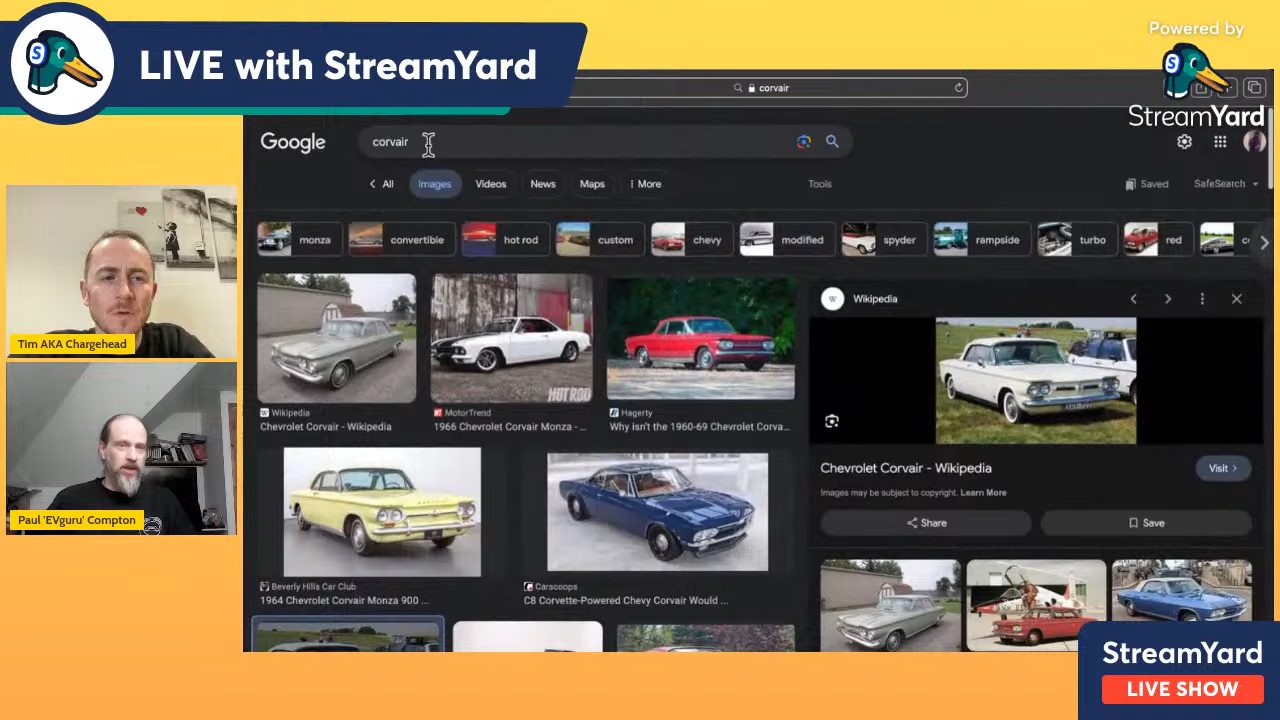 LIVE with StreamYard
Powered by
StreamYard
corvair
Google
corvair
All
Images
Videos
News
Maps
More
Tools
Saved
SafeSearch
monza
convertible
hot rod
custom
chevy
modified
spyder
rampside
turbo
red
Tim AKA Chargehead
Paul 'EVguru' Compton
HOT ROD
Wikipedia
Chevrolet Corvair - Wikipedia
MotorTrend
1966 Chevrolet Corvair Monza - ...
Hagerty
Why isn't the 1960-69 Chevrolet Corva...
Beverly Hills Car Club
1964 Chevrolet Corvair Monza 900 ...
Carscoops
C8 Corvette-Powered Chevy Corvair Would ...
Wikipedia
Chevrolet Corvair - Wikipedia
Visit
Images may be subject to copyright. Learn More
Share
Save
StreamYard
LIVE SHOW